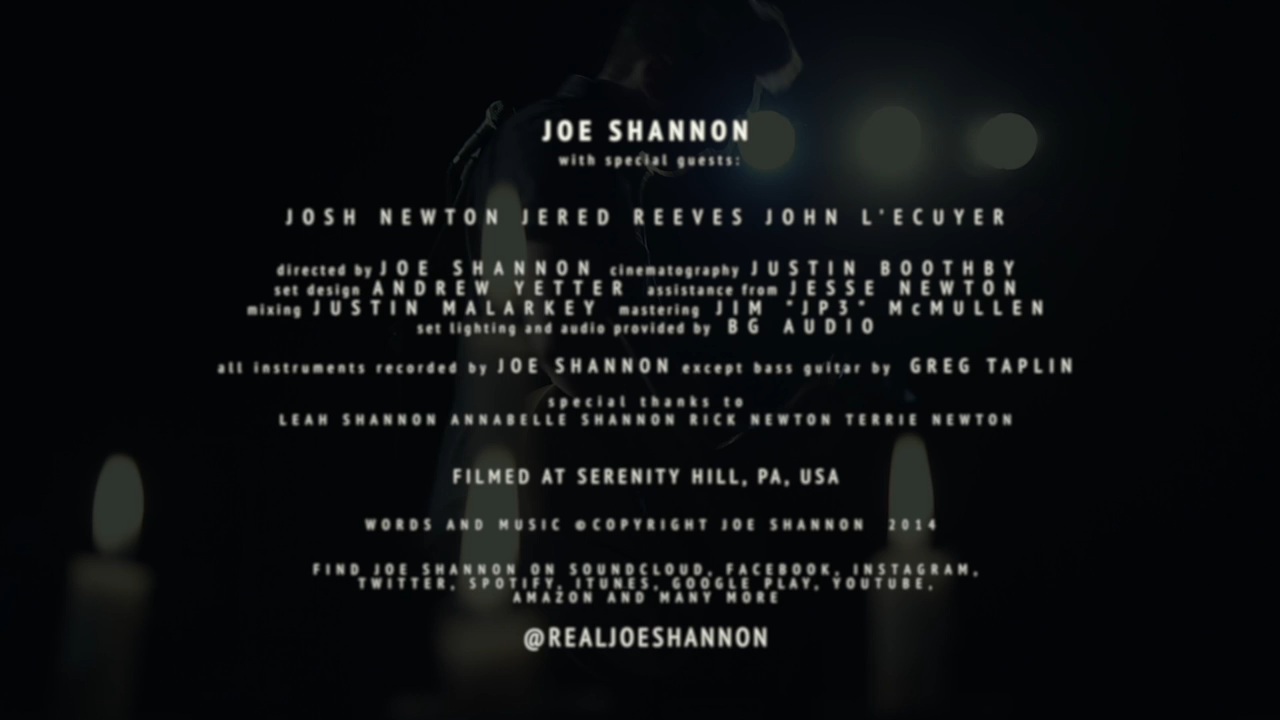 JOE SHANNON
with special guests:
JOSH NEWTON JERED REEVES JOHN L'ECUYER
directed by JOE SHANNON cinematography JUSTIN BOOTHBY
set design ANDREW YETTER assistance from JESSE NEWTON
mixing JUSTIN MALARKEY mastering JIM "JP3" McMULLEN
set lighting and audio provided by BG AUDIO
all instruments recorded by JOE SHANNON except bass guitar by GREG TAPLIN
special thanks to
LEAH SHANNON ANNABELLE SHANNON RICK NEWTON TERRIE NEWTON
FILMED AT SERENITY HILL, PA, USA
WORDS AND MUSIC ©COPYRIGHT JOE SHANNON 2014
FIND JOE SHANNON ON SOUNDCLOUD, FACEBOOK, INSTAGRAM,
TWITTER, SPOTIFY, ITUNES, GOOGLE PLAY, YOUTUBE,
AMAZON AND MANY MORE
@REALJOESHANNON